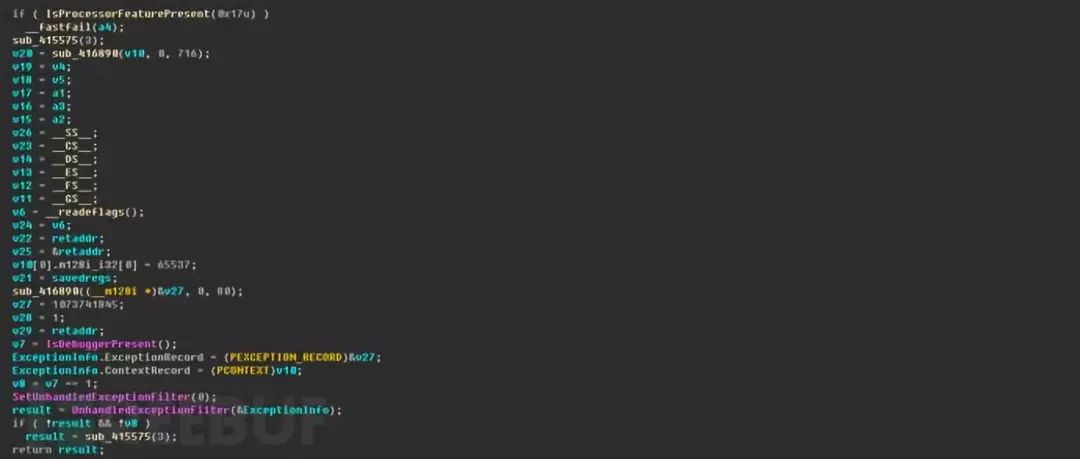 if ( IsProcessorFeaturePresent(0x17u) )
__fastfail(a4);
sub_415575(3);
v20 = sub_416890(v10, 0, 716);
v19 = v4;
v18 = v5;
v17 = a1;
v16 = a3;
v15 = a2;
v26 = __SS__;
v23 = __CS__;
v14 = __DS__;
v13 = __ES__;
v12 = __FS__;
v11 = __GS__;
v6 = __readeflags();
v24 = v6;
v22 = retaddr;
v25 = &retaddr;
v10[0].m128i_i32[0] = 65537;
v21 = savedregs;
sub_416890((__m128i *)&v27, 0, 80);
v27 = 1073741845;
v28 = 1;
v29 = retaddr;
v7 = IsDebuggerPresent();
ExceptionInfo.ExceptionRecord = (PEXCEPTION_RECORD)&v27;
ExceptionInfo.ContextRecord = (PCONTEXT)v10;
v8 = v7 == 1;
SetUnhandledExceptionFilter(0);
result = UnhandledExceptionFilter(&ExceptionInfo);
if ( !result && !v8 )
result = sub_415575(3);
return result;